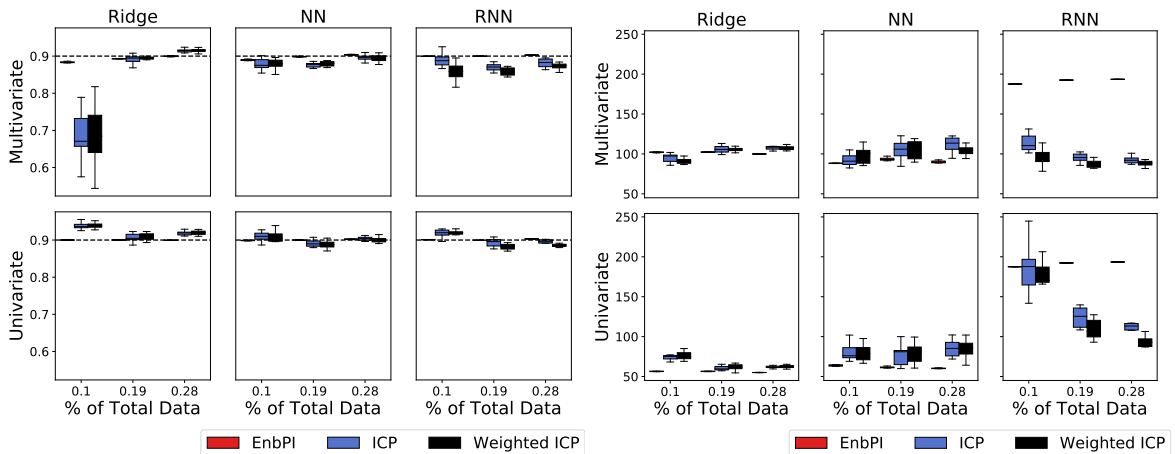 Ridge NN RNN
Multivariate
0.9
0.8
0.7
0.6
Univariate
0.9
0.8
0.7
0.6
0.1 0.19 0.28 0.1 0.19 0.28 0.1 0.19 0.28
% of Total Data % of Total Data % of Total Data
EnbPI ICP Weighted ICP
Ridge NN RNN
Multivariate
250
200
150
100
50
Univariate
250
200
150
100
50
0.1 0.19 0.28 0.1 0.19 0.28 0.1 0.19 0.28
% of Total Data % of Total Data % of Total Data
EnbPI ICP Weighted ICP